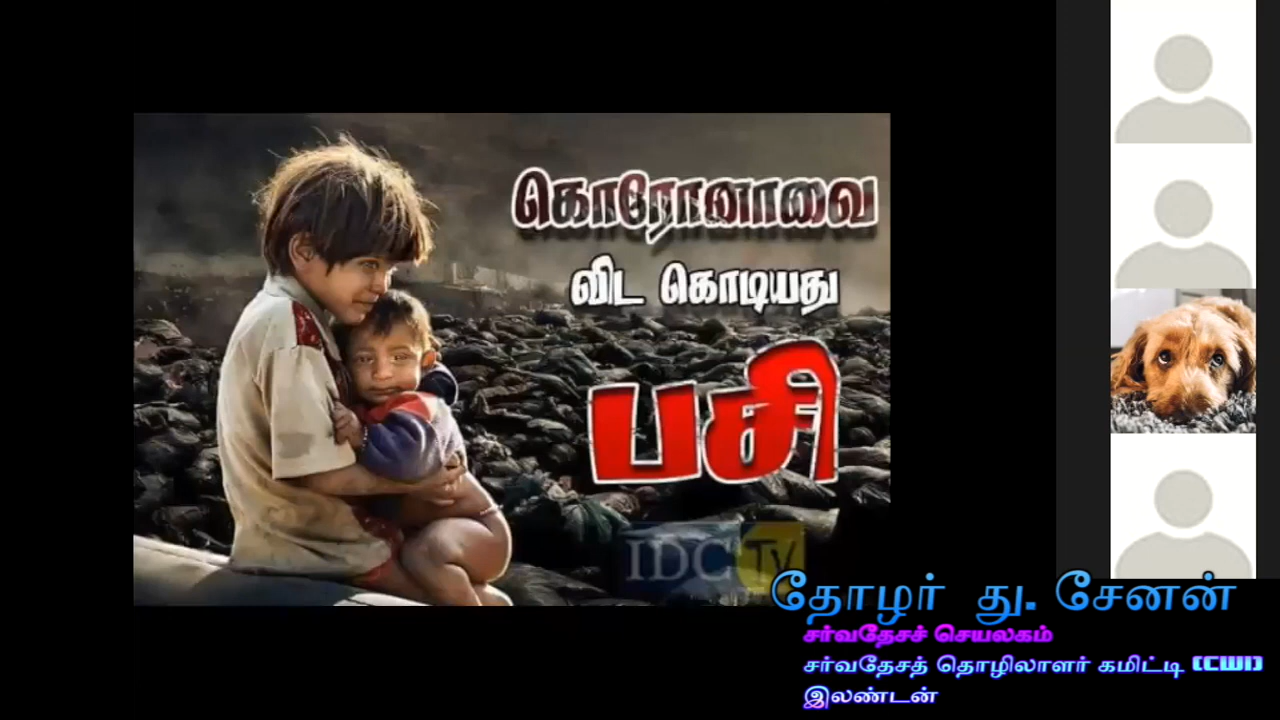 கொரோனாவை
விட கொடியது
பசி
IDC TV
தோழர் து. சேனன்
சர்வதேசச் செயலகம்
சர்வதேசத் தொழிலாளர் கமிட்டி (CWI)
இலண்டன்